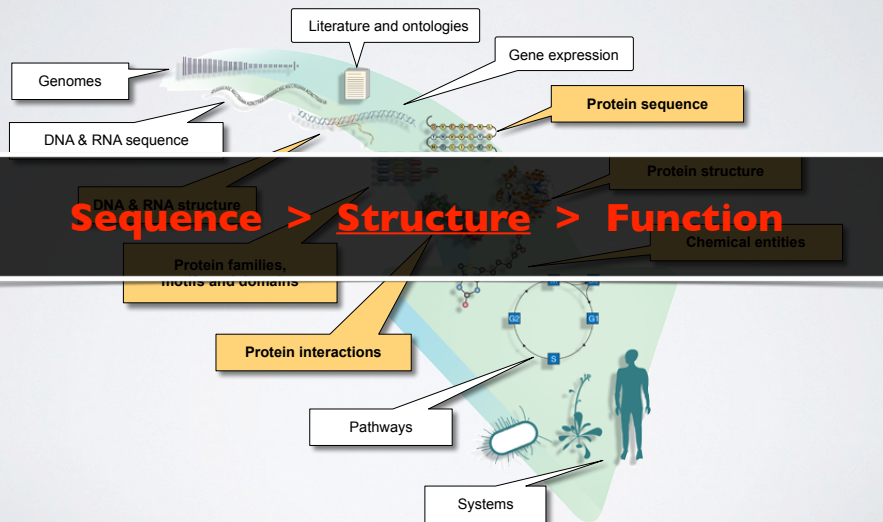 Literature and ontologies
Gene expression
Genomes
Protein sequence
DNA & RNA sequence
Protein structure
DNA & RNA structure
Sequence > Structure > Function
Chemical entities
Protein families,
motifs and domains
G2
G1
S
Protein interactions
Pathways
Systems